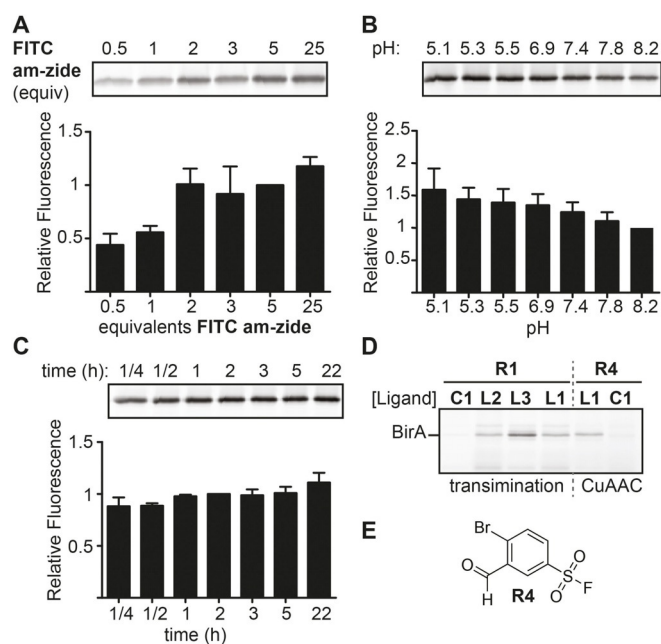 A
FITC am-zide (equiv)
0.5 1 2 3 5 25
Relative Fluorescence
1.5
1
0.5
0.5 1 2 3 5 25
equivalents FITC am-zide
B
pH: 5.1 5.3 5.5 6.9 7.4 7.8 8.2
Relative Fluorescence
2.5
2
1.5
1
0.5
5.1 5.3 5.5 6.9 7.4 7.8 8.2
pH
C
time (h): 1/4 1/2 1 2 3 5 22
Relative Fluorescence
1.5
1
0.5
1/4 1/2 1 2 3 5 22
time (h)
D
R1 R4
[Ligand] C1 L2 L3 L1 L1 C1
BirA
transimination CuAAC
E
Br
O
H
O
S
F
O
R4